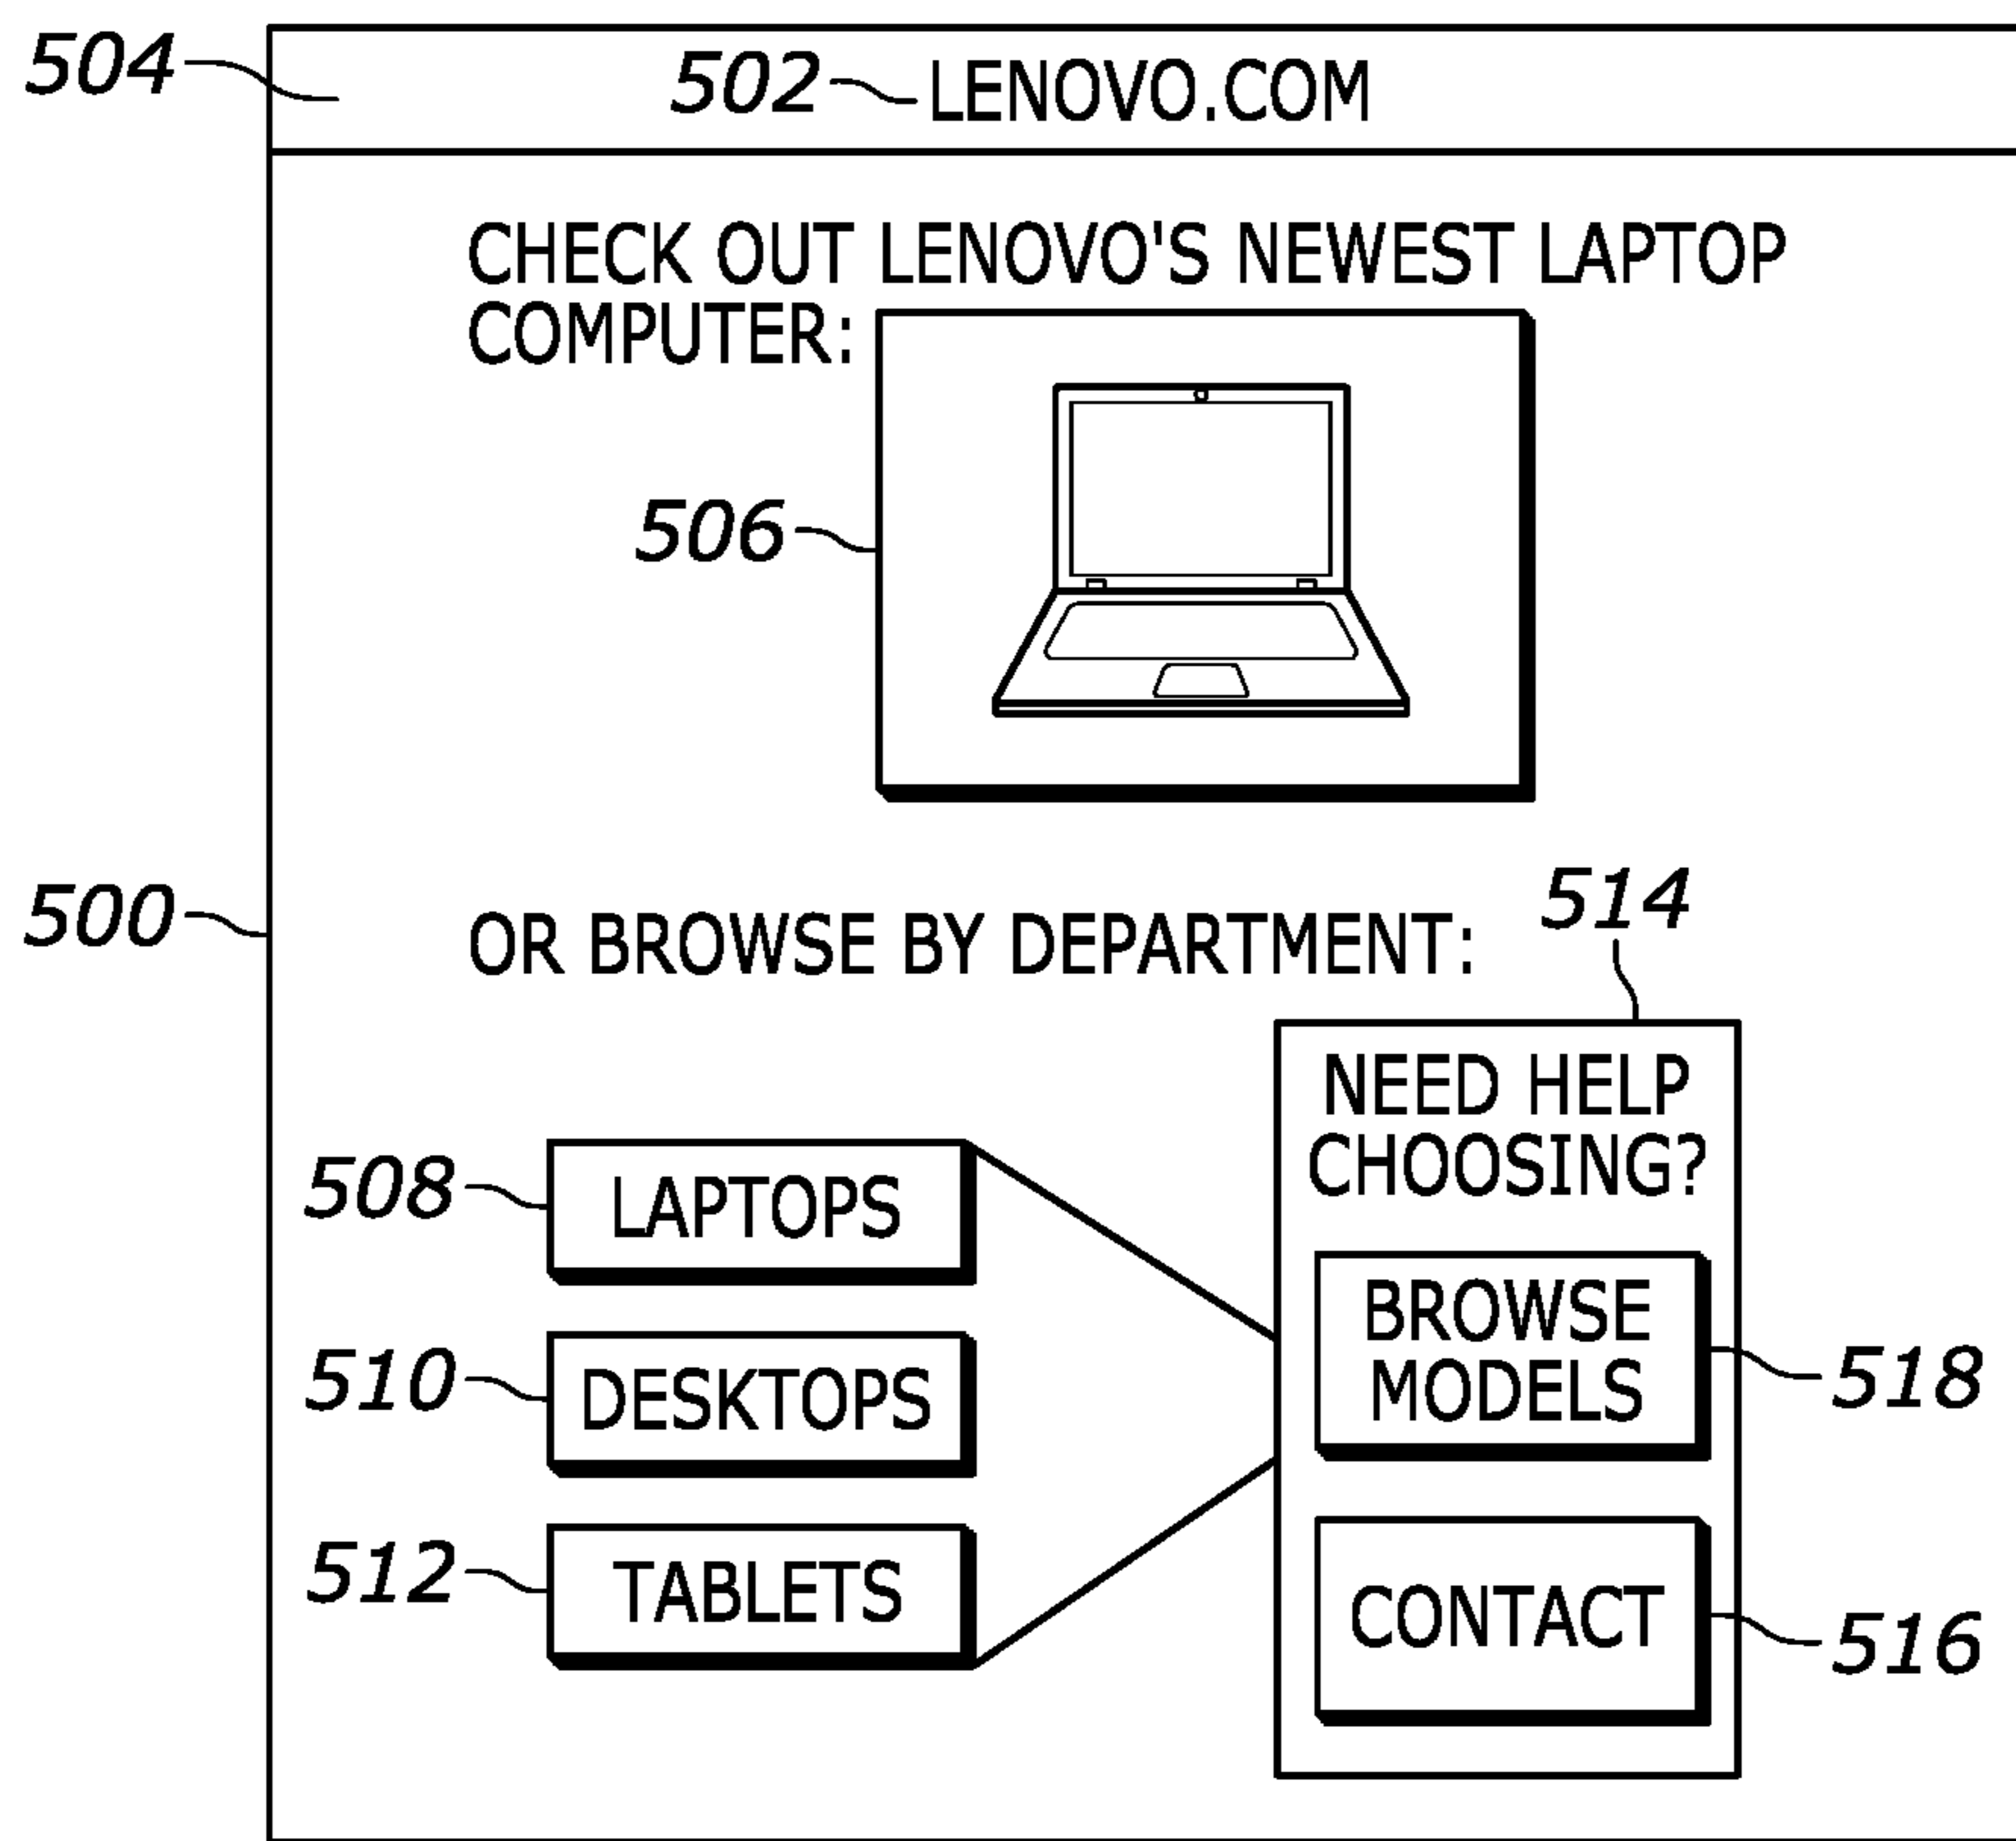 504
502 LENOVO.COM
CHECK OUT LENOVO'S NEWEST LAPTOP
COMPUTER:
506
500
OR BROWSE BY DEPARTMENT:
514
NEED HELP
CHOOSING?
508 LAPTOPS
BROWSE
MODELS
518
510 DESKTOPS
512 TABLETS
CONTACT
516